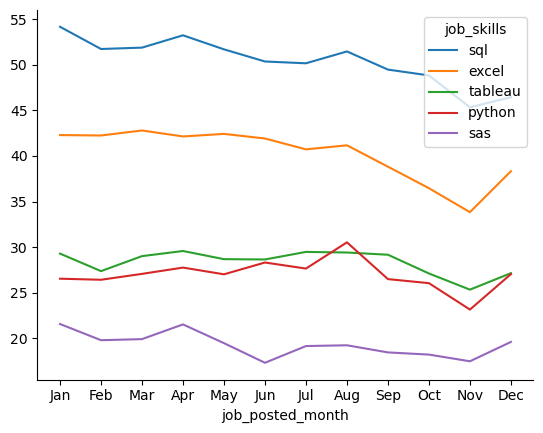 55
50
45
40
35
30
25
20
job_skills
sql
excel
tableau
python
sas
Jan Feb Mar Apr May Jun Jul Aug Sep Oct Nov Dec
job_posted_month